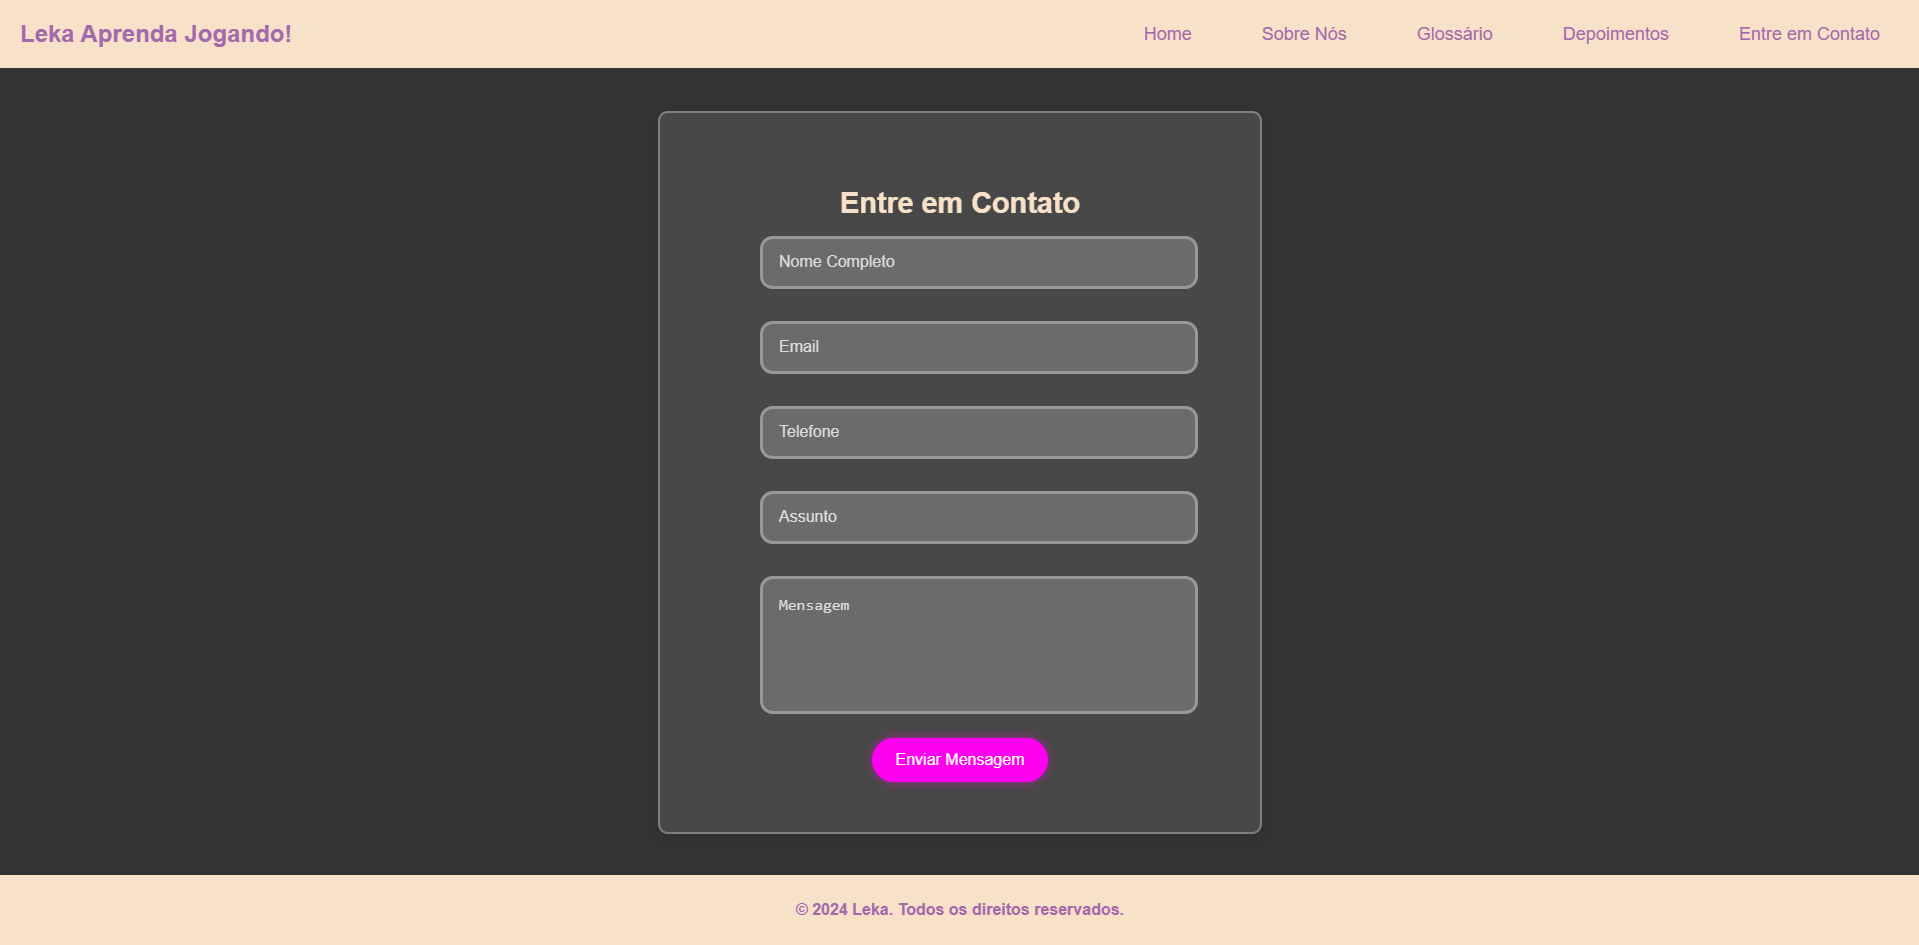 Leka Aprenda Jogando!
Home Sobre Nós Glossário Depoimentos Entre em Contato
Entre em Contato
Nome Completo
Email
Telefone
Assunto
Mensagem
Enviar Mensagem
© 2024 Leka. Todos os direitos reservados.